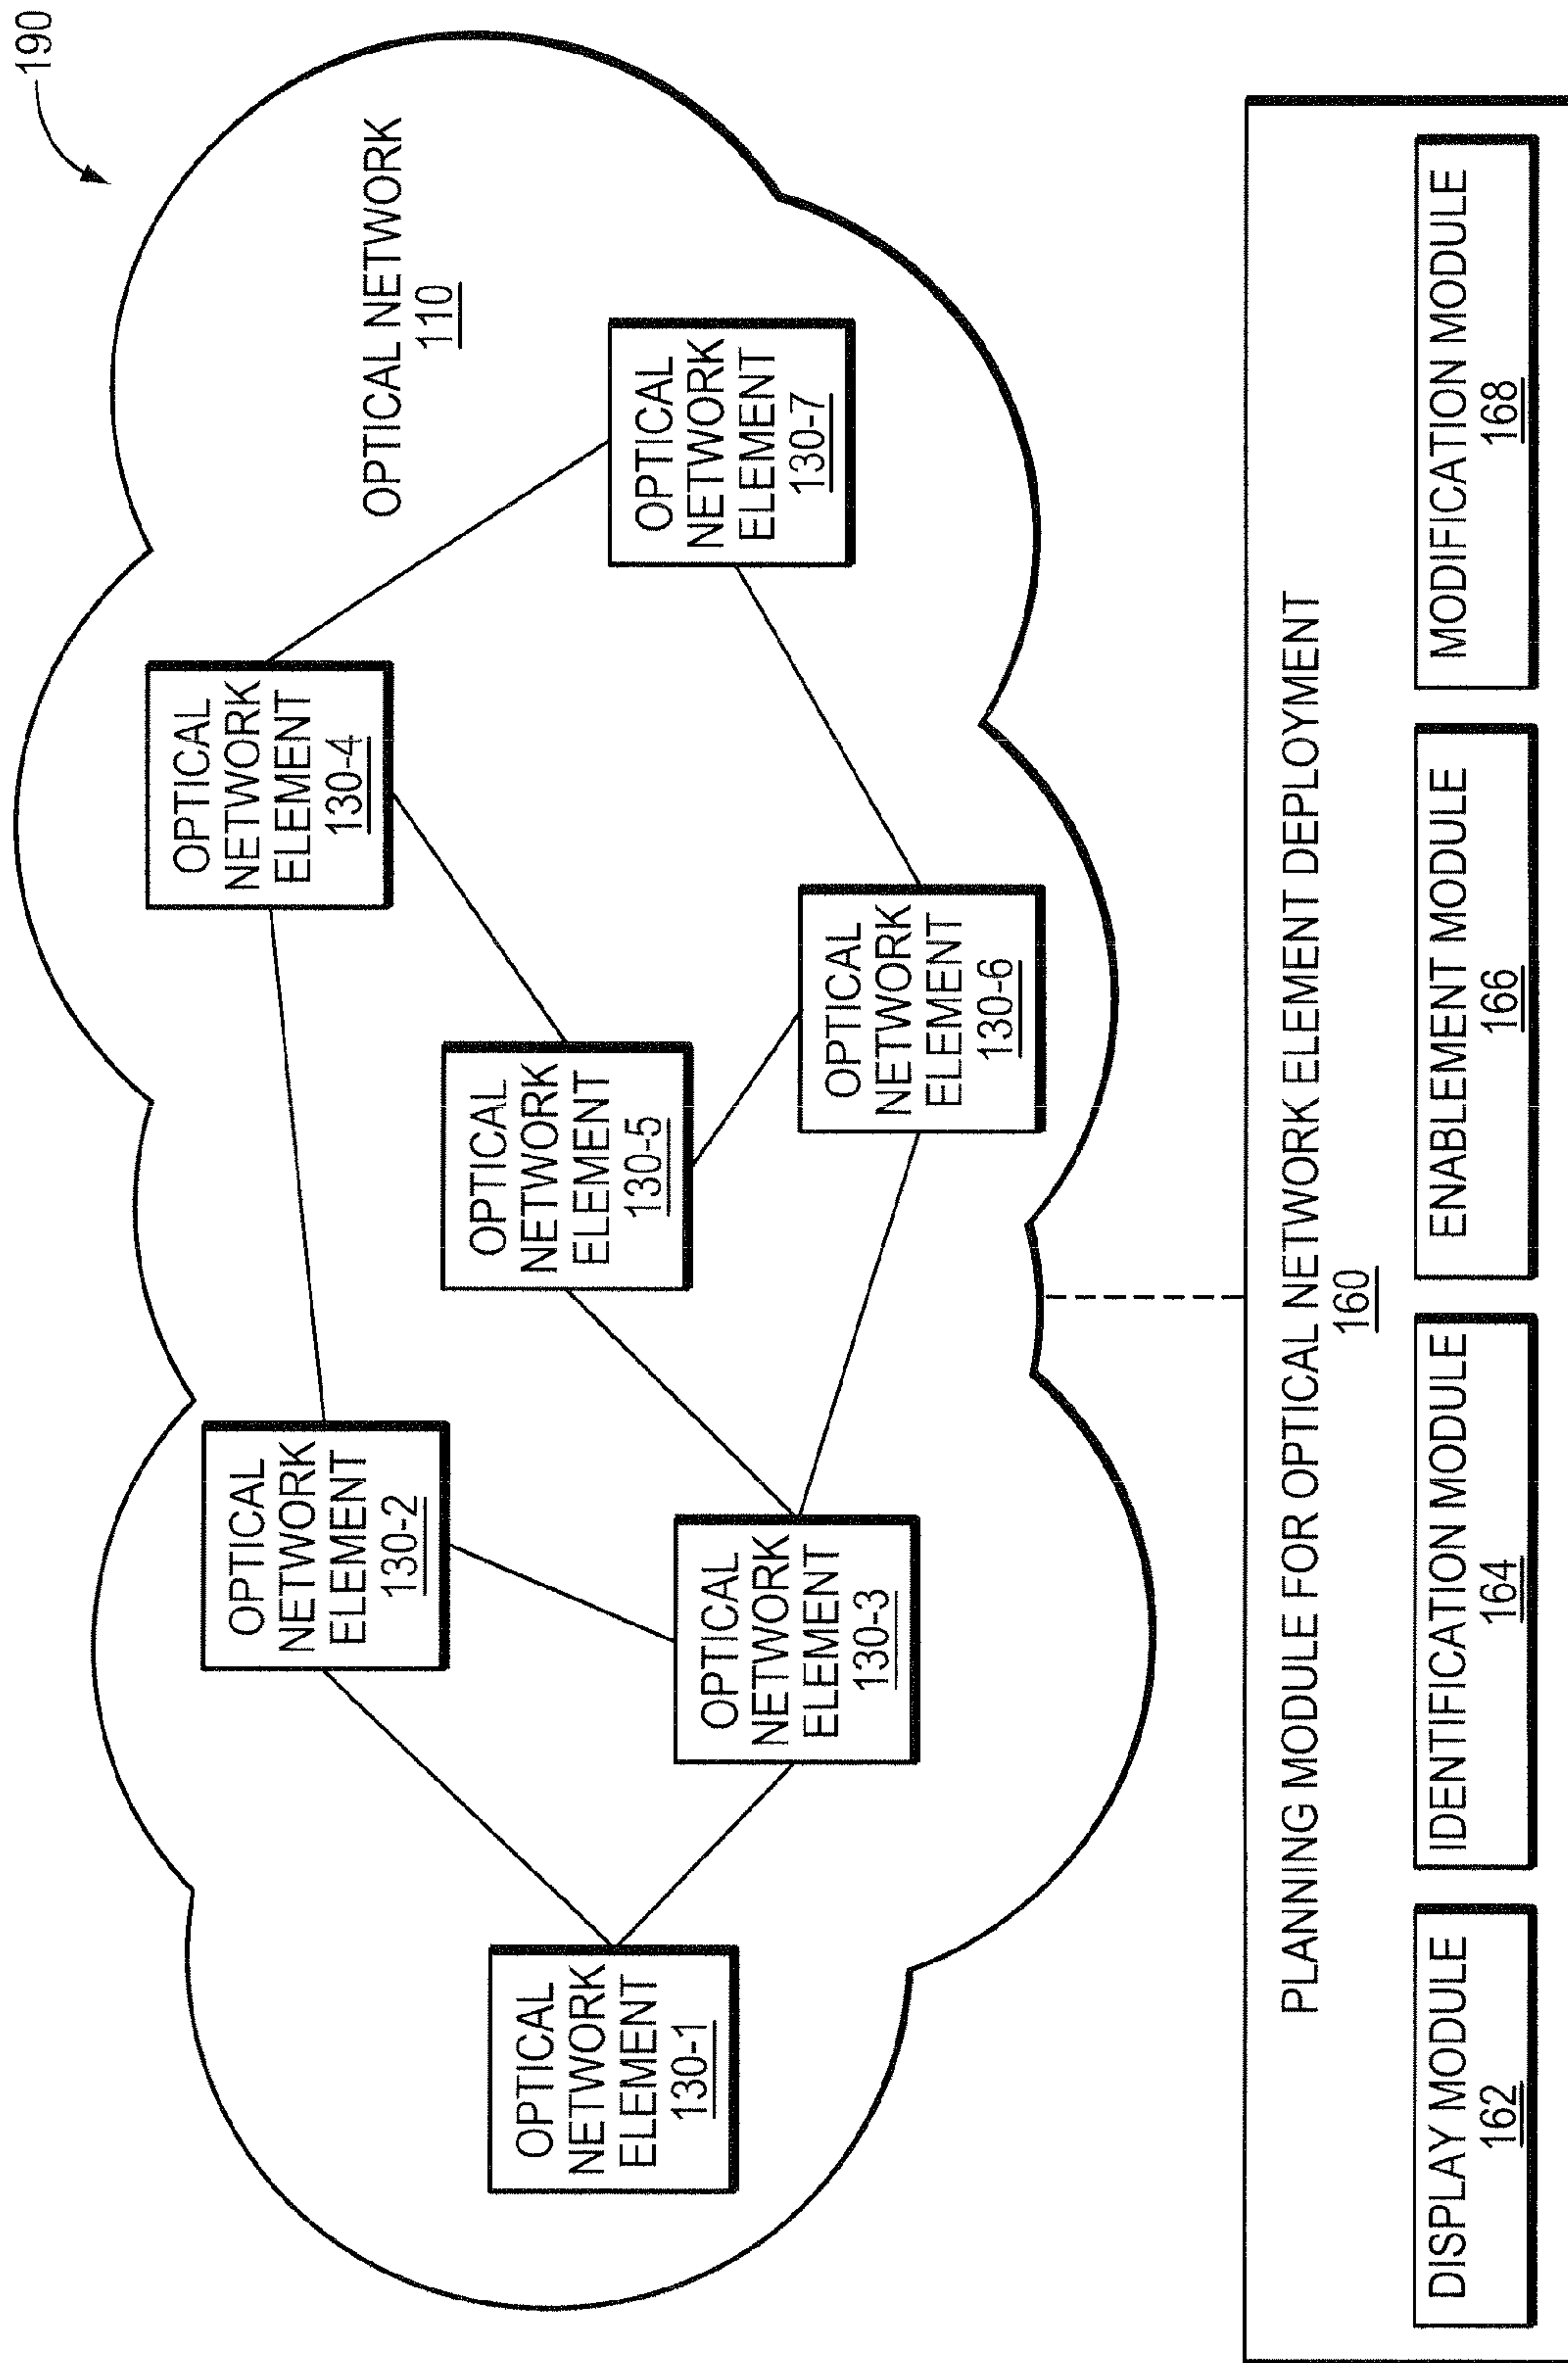 190
OPTICAL NETWORK
110
OPTICAL
NETWORK
ELEMENT
130-4
OPTICAL
NETWORK
ELEMENT
130-2
OPTICAL
NETWORK
ELEMENT
130-7
OPTICAL
NETWORK
ELEMENT
130-5
OPTICAL
NETWORK
ELEMENT
130-1
OPTICAL
NETWORK
ELEMENT
130-3
OPTICAL
NETWORK
ELEMENT
130-6
PLANNING MODULE FOR OPTICAL NETWORK ELEMENT DEPLOYMENT
160
DISPLAY MODULE
162
IDENTIFICATION MODULE
164
ENABLEMENT MODULE
166
MODIFICATION MODULE
168